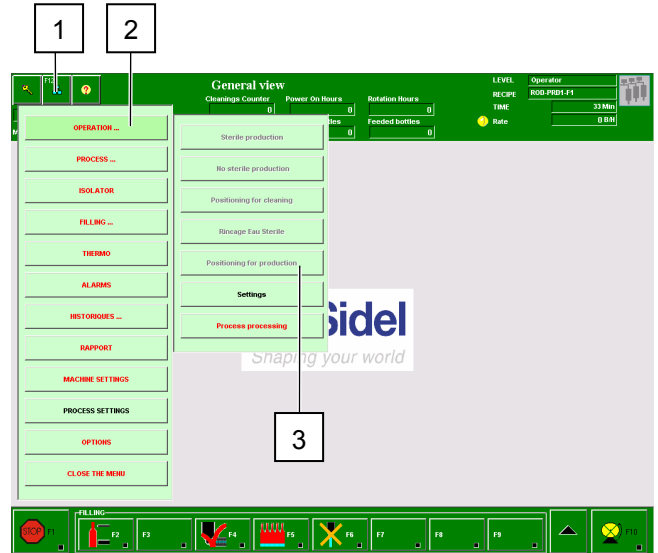 1
2
F12
?
General view
LEVEL
Operator
RECIPE
ROB-PRD1-F1
Cleanings Counter
Power On Hours
Rotation Hours
0
0
0
TIME
33 Min
Feeded bottles
0
0
Rate
0 B/H
OPERATION ...
PROCESS ...
ISOLATOR
FILLING ...
THERMO
ALARMS
HISTORIQUES ...
RAPPORT
MACHINE SETTINGS
PROCESS SETTINGS
OPTIONS
CLOSE THE MENU
Sterile production
No sterile production
Positioning for cleaning
Rincage Eau Sterile
Positioning for production
Settings
Process processing
Sidel
Shaping your world
3
FILLING
STOP
F1
F2
F3
F4
F5
F6
F7
F8
F9
F10